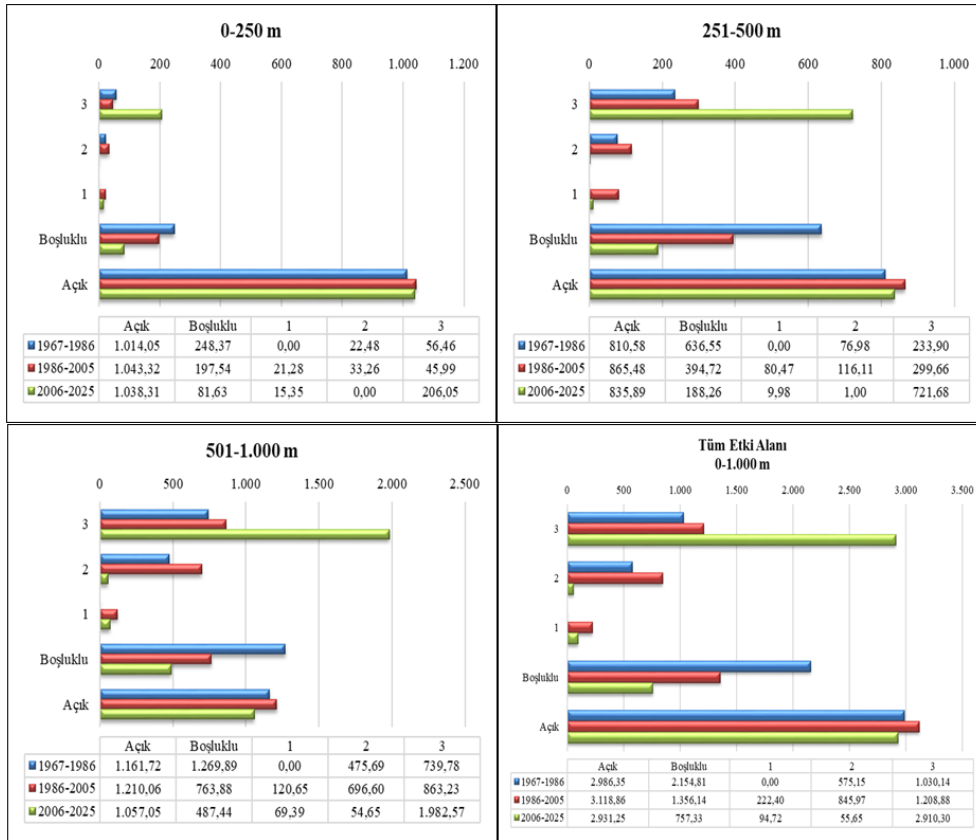 0-250 m
0 200 400 600 800 1.000 1.200
3
2
1
Boşluklu
Açık
Açık Boşluklu 1 2 3
1967-1986 1.014,05 248,37 0,00 22,48 56,46
1986-2005 1.043,32 197,54 21,28 33,26 45,99
2006-2025 1.038,31 81,63 15,35 0,00 206,05
251-500 m
0 200 400 600 800 1.000
3
2
1
Boşluklu
Açık
Açık Boşluklu 1 2 3
1967-1986 810,58 636,55 0,00 76,98 233,90
1986-2005 865,48 394,72 80,47 116,11 299,66
2006-2025 835,89 188,26 9,98 1,00 721,68
501-1.000 m
0 500 1.000 1.500 2.000 2.500
3
2
1
Boşluklu
Açık
Açık Boşluklu 1 2 3
1967-1986 1.161,72 1.269,89 0,00 475,69 739,78
1986-2005 1.210,06 763,88 120,65 696,60 863,23
2006-2025 1.057,05 487,44 69,39 54,65 1.982,57
Tüm Etki Alanı
0-1.000 m
0 500 1.000 1.500 2.000 2.500 3.000 3.500
3
2
1
Boşluklu
Açık
Açık Boşluklu 1 2 3
1967-1986 2.986,35 2.154,81 0,00 575,15 1.030,14
1986-2005 3.118,86 1.356,14 222,40 845,97 1.208,88
2006-2025 2.931,25 757,33 94,72 55,65 2.910,30